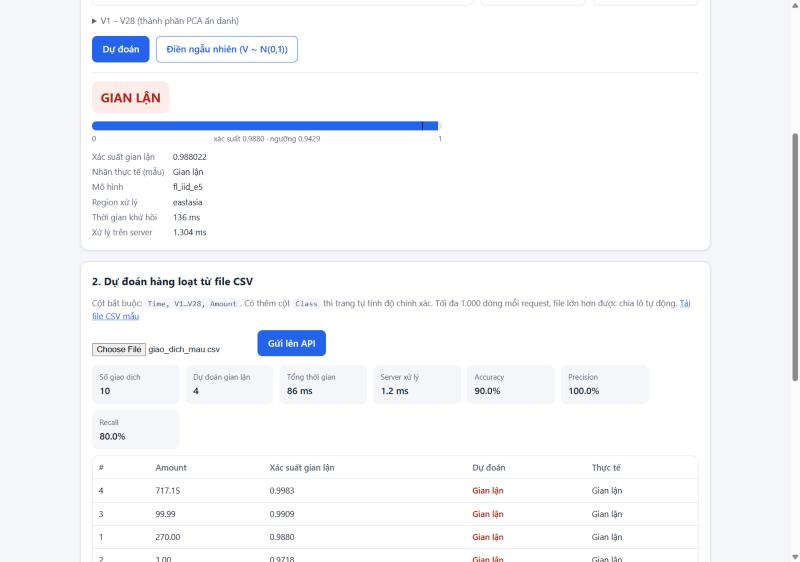 ▶ V1 – V28 (thành phần PCA ẩn danh)
Dự đoán
Điền ngẫu nhiên (V ~ N(0,1))
GIAN LẬN
0 xác suất 0.9880 · ngưỡng 0.9429 1
Xác suất gian lận 0.988022
Nhãn thực tế (mẫu) Gian lận
Mô hình fl_iid_e5
Region xử lý eastasia
Thời gian khứ hồi 136 ms
Xử lý trên server 1.304 ms
2. Dự đoán hàng loạt từ file CSV
Cột bắt buộc: Time, V1…V28, Amount. Có thêm cột Class thì trang tự tính độ chính xác. Tối đa 1.000 dòng mỗi request, file lớn hơn được chia lô tự động. Tải
file CSV mẫu
Choose File giao_dich_mau.csv
Gửi lên API
Số giao dịch
10
Dự đoán gian lận
4
Tổng thời gian
86 ms
Server xử lý
1.2 ms
Accuracy
90.0%
Precision
100.0%
Recall
80.0%
# Amount Xác suất gian lận Dự đoán Thực tế
4 717.15 0.9983 Gian lận Gian lận
3 99.99 0.9909 Gian lận Gian lận
1 270.00 0.9880 Gian lận Gian lận
2 1.00 0.9718 Gian lận Gian lận